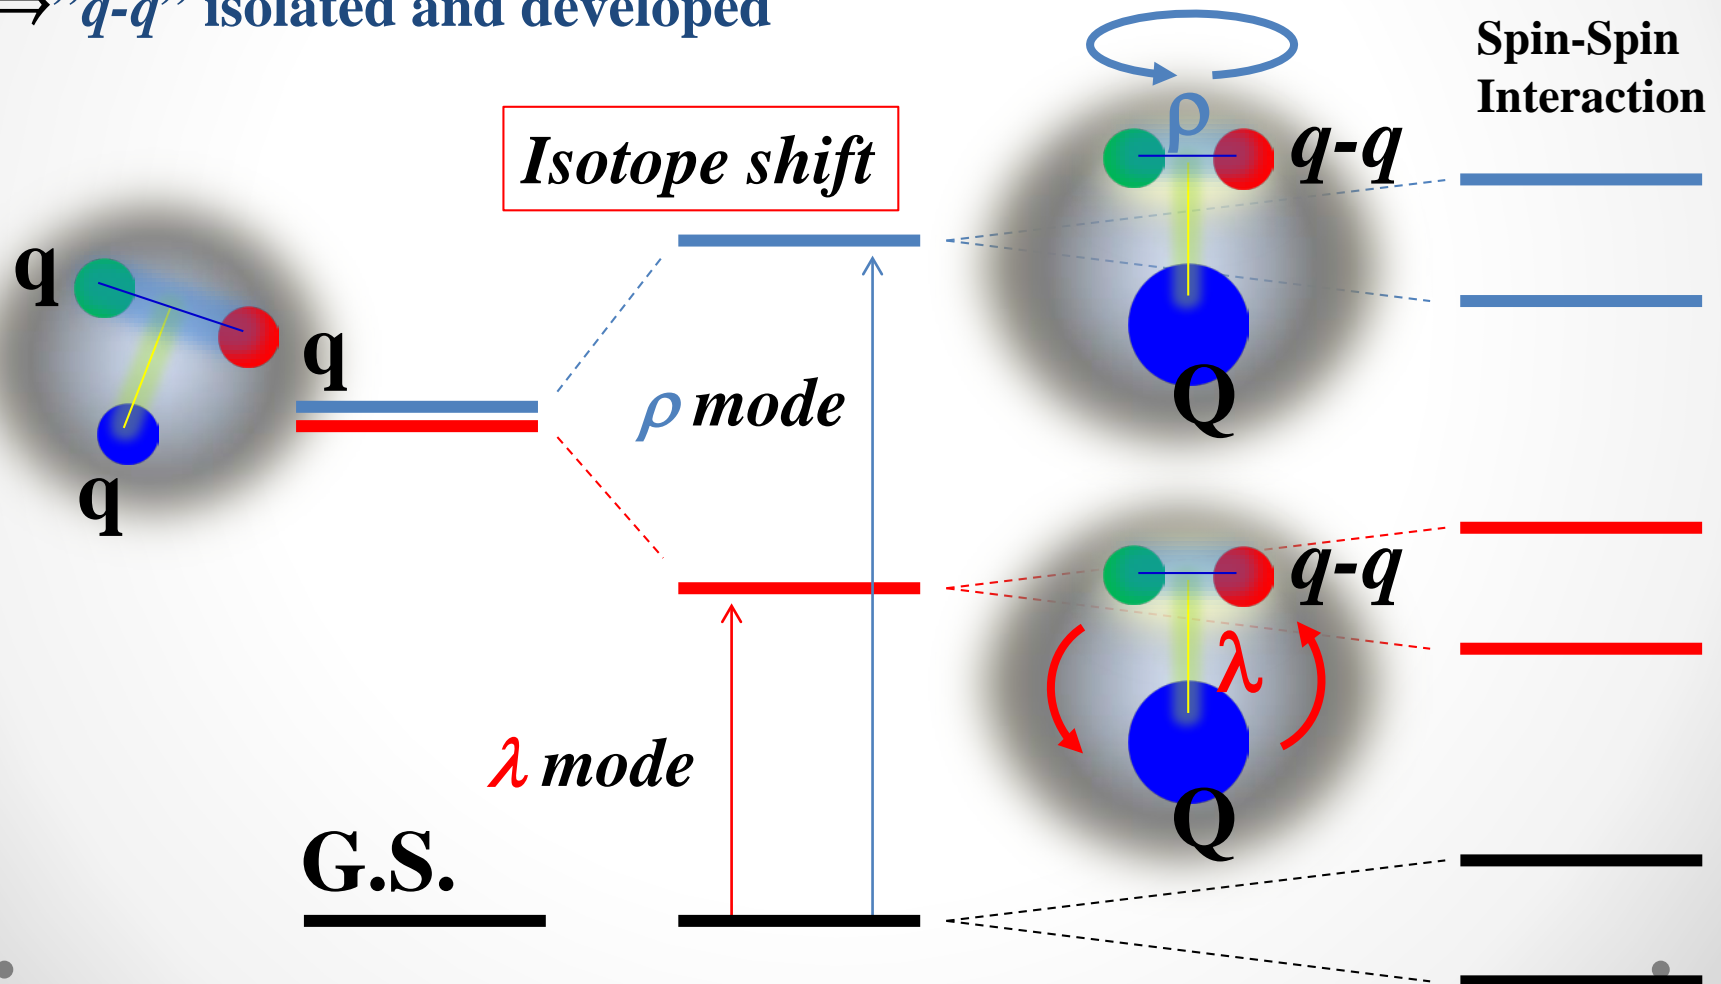 ⇒"q-q" isolated and developed
Spin-Spin
Interaction
Isotope shift
ρ
q-q
q
q
q
ρ mode
Q
q-q
λ
λ mode
Q
G.S.